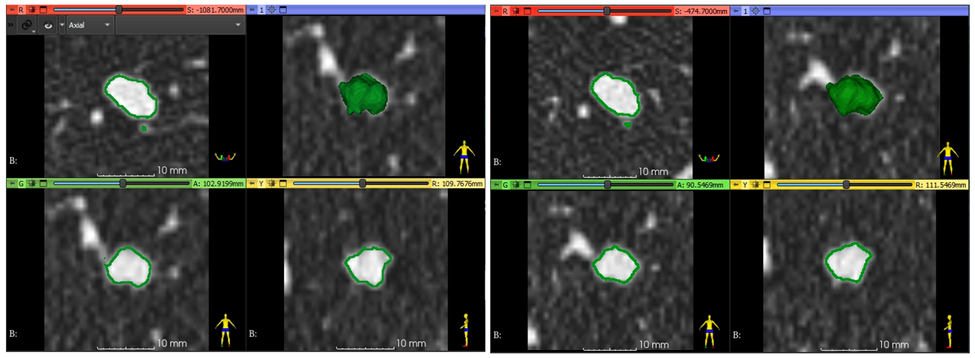 R S: -1081.7000mm
1
Axial
B:
10 mm
G A: 102.9199mm
Y R: 109.7676mm
B:
10 mm
B:
10 mm
R S: -474.7000mm
1
B:
10 mm
G A: 90.5469mm
Y R: 111.5469mm
B:
10 mm
B:
10 mm